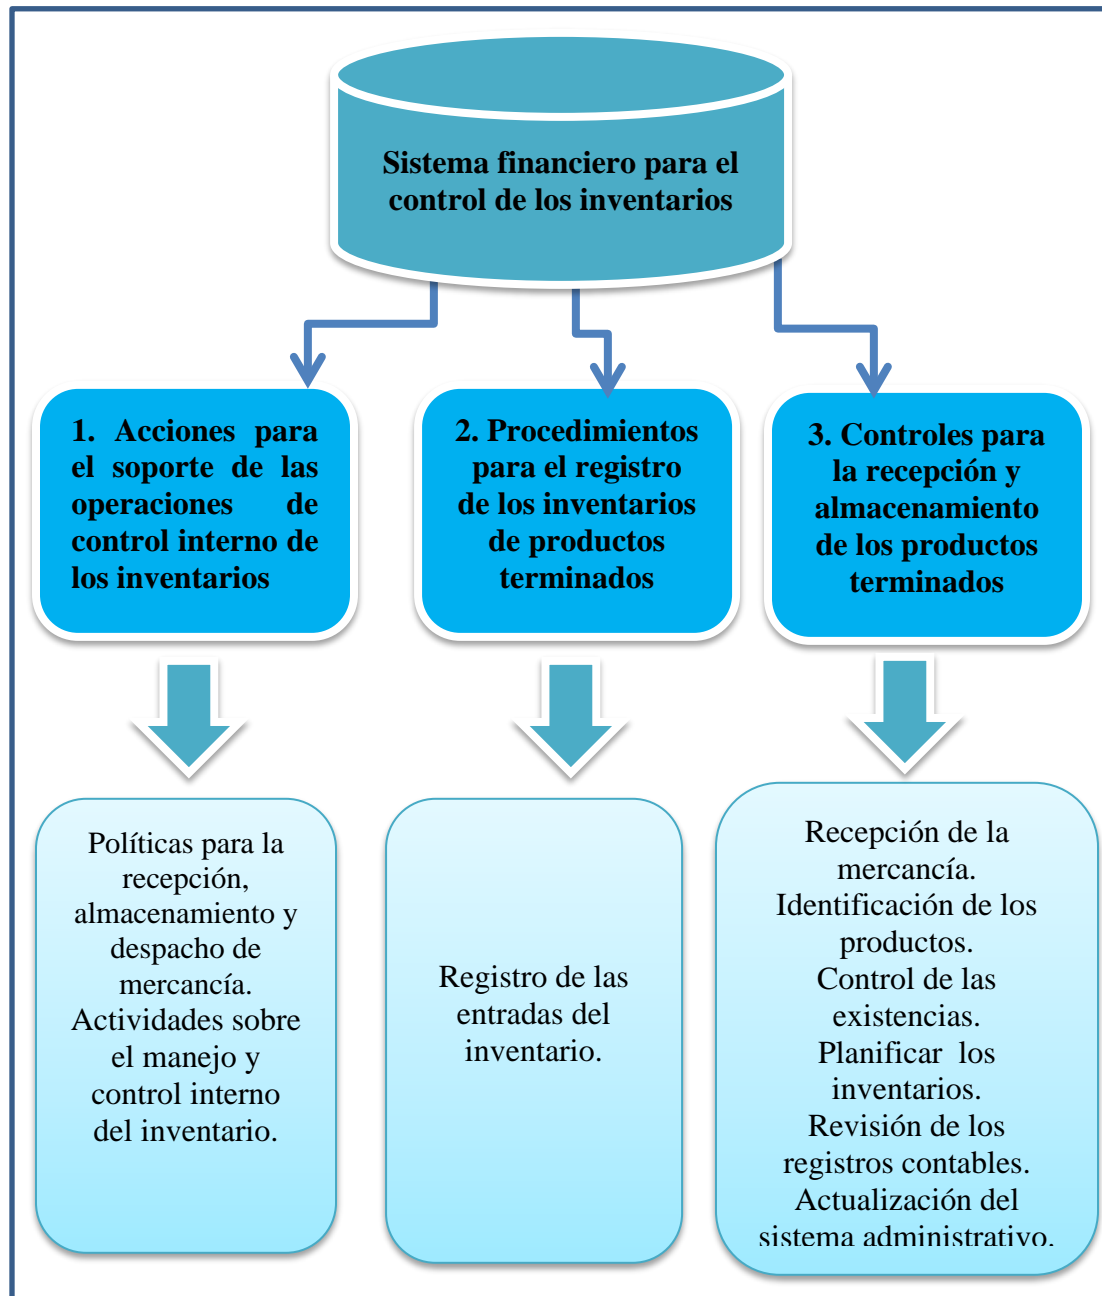 Sistema financiero para el
control de los inventarios
1. Acciones para
el soporte de las
operaciones de
control interno de
los inventarios
2. Procedimientos
para el registro
de los inventarios
de productos
terminados
3. Controles para
la recepción y
almacenamiento
de los productos
terminados
Políticas para la
recepción,
almacenamiento y
despacho de
mercancía.
Actividades sobre
el manejo y
control interno
del inventario.
Registro de las
entradas del
inventario.
Recepción de la
mercancía.
Identificación de los
productos.
Control de las
existencias.
Planificar  los
inventarios.
Revisión de los
registros contables.
Actualización del
sistema administrativo.